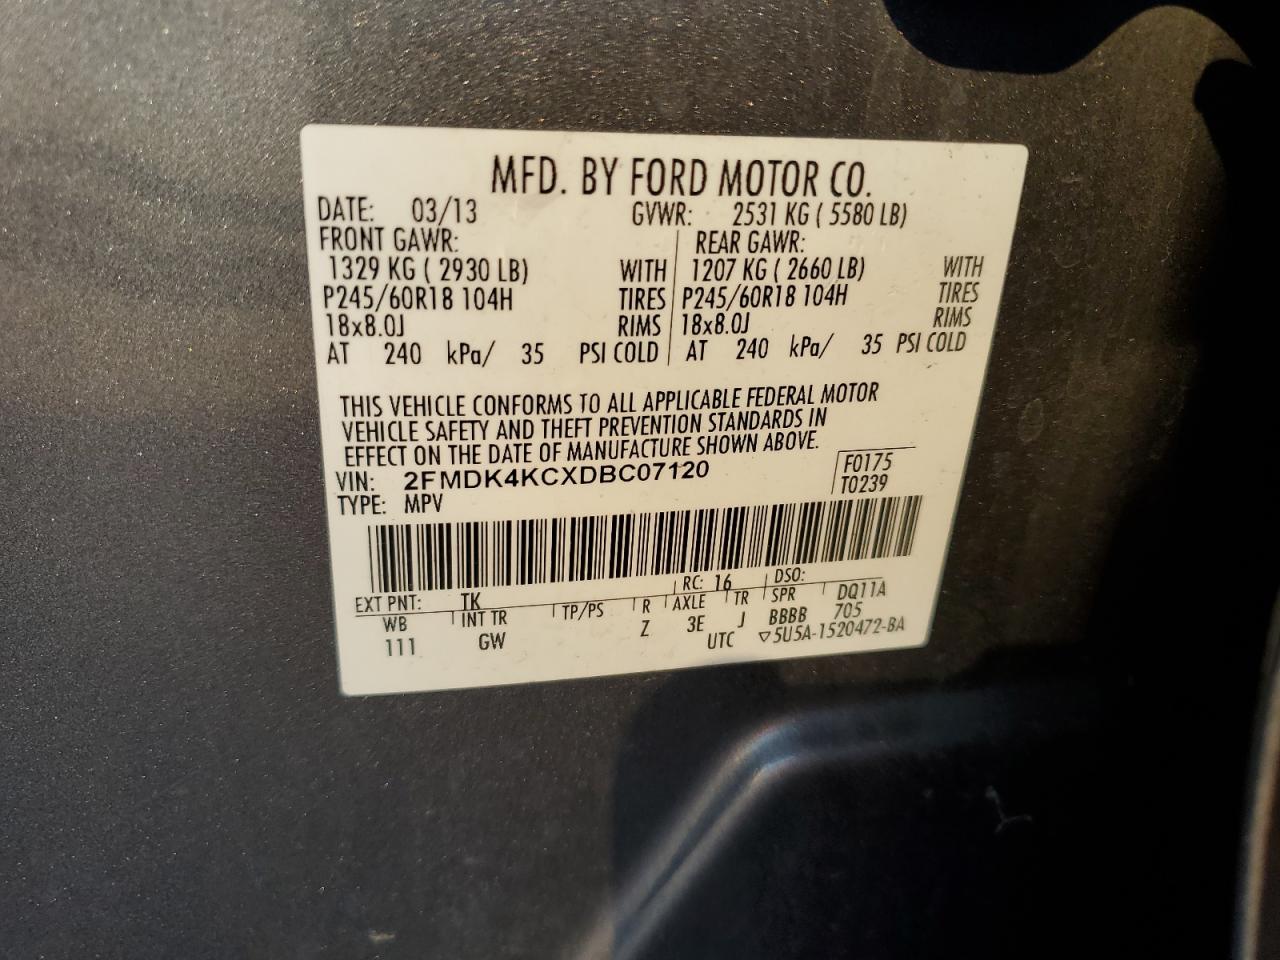 MFD. BY FORD MOTOR CO.
DATE: 03/13 GVWR: 2531 KG ( 5580 LB)
FRONT GAWR: REAR GAWR:
1329 KG ( 2930 LB) WITH 1207 KG ( 2660 LB) WITH
P245/60R18 104H TIRES P245/60R18 104H TIRES
18x8.0J RIMS 18x8.0J RIMS
AT 240 kPa/ 35 PSI COLD AT 240 kPa/ 35 PSI COLD
THIS VEHICLE CONFORMS TO ALL APPLICABLE FEDERAL MOTOR
VEHICLE SAFETY AND THEFT PREVENTION STANDARDS IN
EFFECT ON THE DATE OF MANUFACTURE SHOWN ABOVE.
VIN: 2FMDK4KCXDBC07120 F0175
TYPE: MPV T0239
EXT PNT: TK RC: 16 DSO:
WB INT TR TP/PS R AXLE TR SPR DQ11A
111 GW Z 3E J BBBB 705
UTC ▽5U5A-1520472-BA